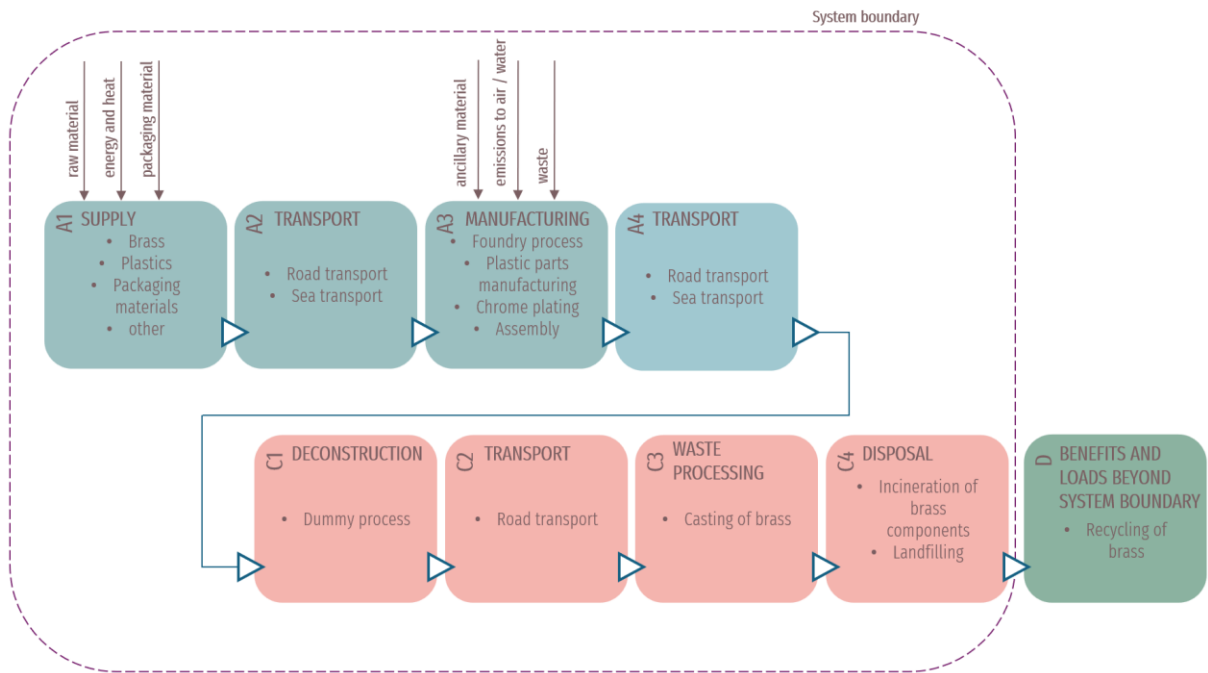 System boundary
raw material
energy and heat
packaging material
ancillary material
emissions to air / water
waste
A1 SUPPLY
• Brass
• Plastics
• Packaging
materials
• other
A2 TRANSPORT
• Road transport
• Sea transport
A3 MANUFACTURING
• Foundry process
• Plastic parts
manufacturing
• Chrome plating
• Assembly
A4 TRANSPORT
• Road transport
• Sea transport
C1 DECONSTRUCTION
• Dummy process
C2 TRANSPORT
• Road transport
C3 WASTE
PROCESSING
• Casting of brass
C4 DISPOSAL
• Incineration of
brass
components
• Landfilling
D BENEFITS AND
LOADS BEYOND
SYSTEM BOUNDARY
• Recycling of
brass